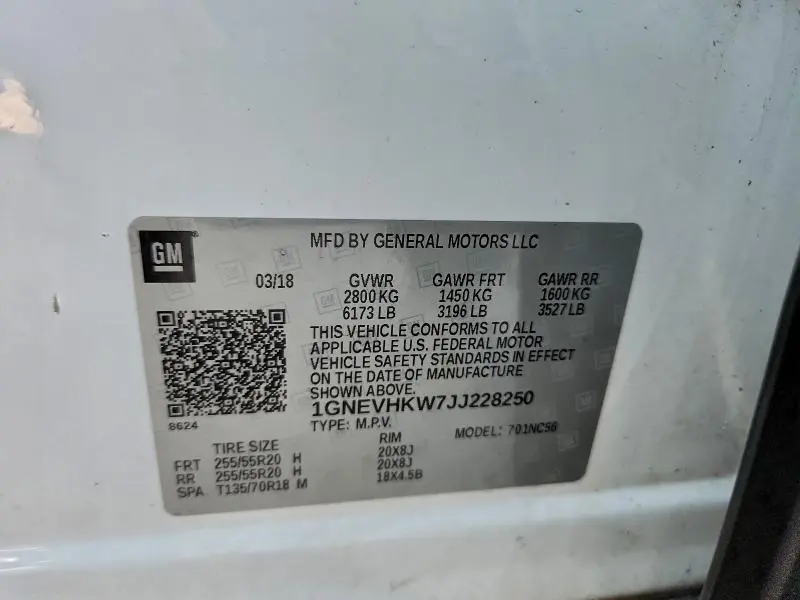 GM
MFD BY GENERAL MOTORS LLC
03/18 GVWR GAWR FRT GAWR RR
2800 KG 1450 KG 1600 KG
6173 LB 3196 LB 3527 LB
THIS VEHICLE CONFORMS TO ALL
APPLICABLE U.S. FEDERAL MOTOR
VEHICLE SAFETY STANDARDS IN EFFECT
ON THE DATE OF MANUFACTURE
SHOWN ABOVE.
1GNEVHKW7JJ228250
8624
TYPE: M.P.V. MODEL: 701NC56
TIRE SIZE RIM
FRT 255/55R20 H 20X8J
RR 255/55R20 H 20X8J
SPA T135/70R18 M 18X4.5B